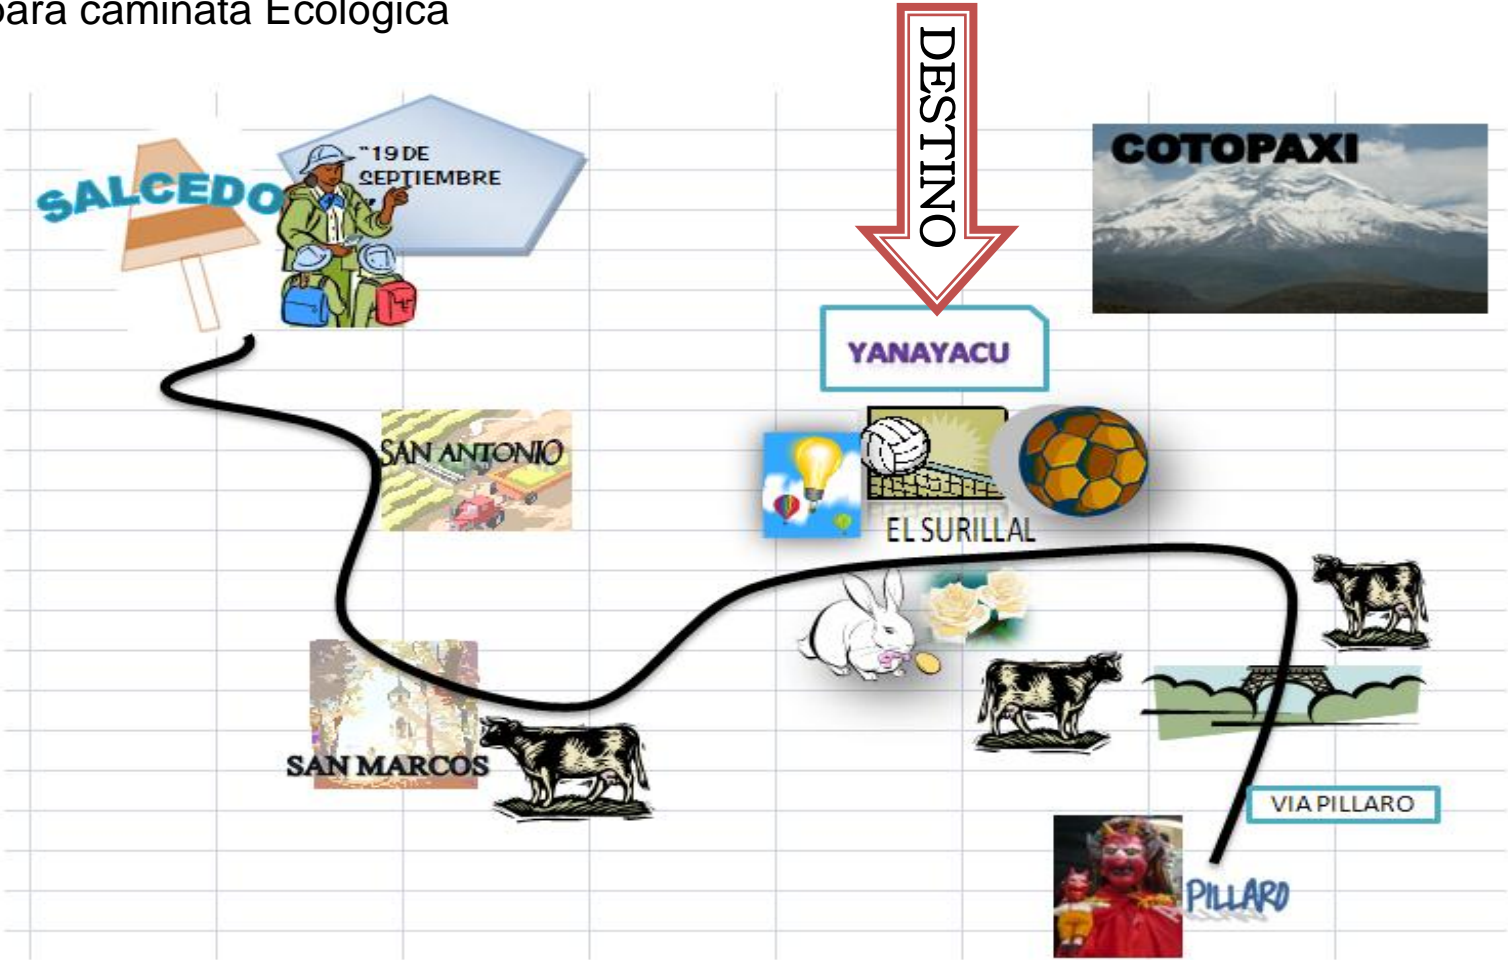 para caminata Ecológica
DESTINO
COTOPAXI
SALCEDO
"19 DE
SEPTIEMBRE
"
YANAYACU
SAN ANTONIO
EL SURILLAL
SAN MARCOS
VIA PILLARO
PILLARO